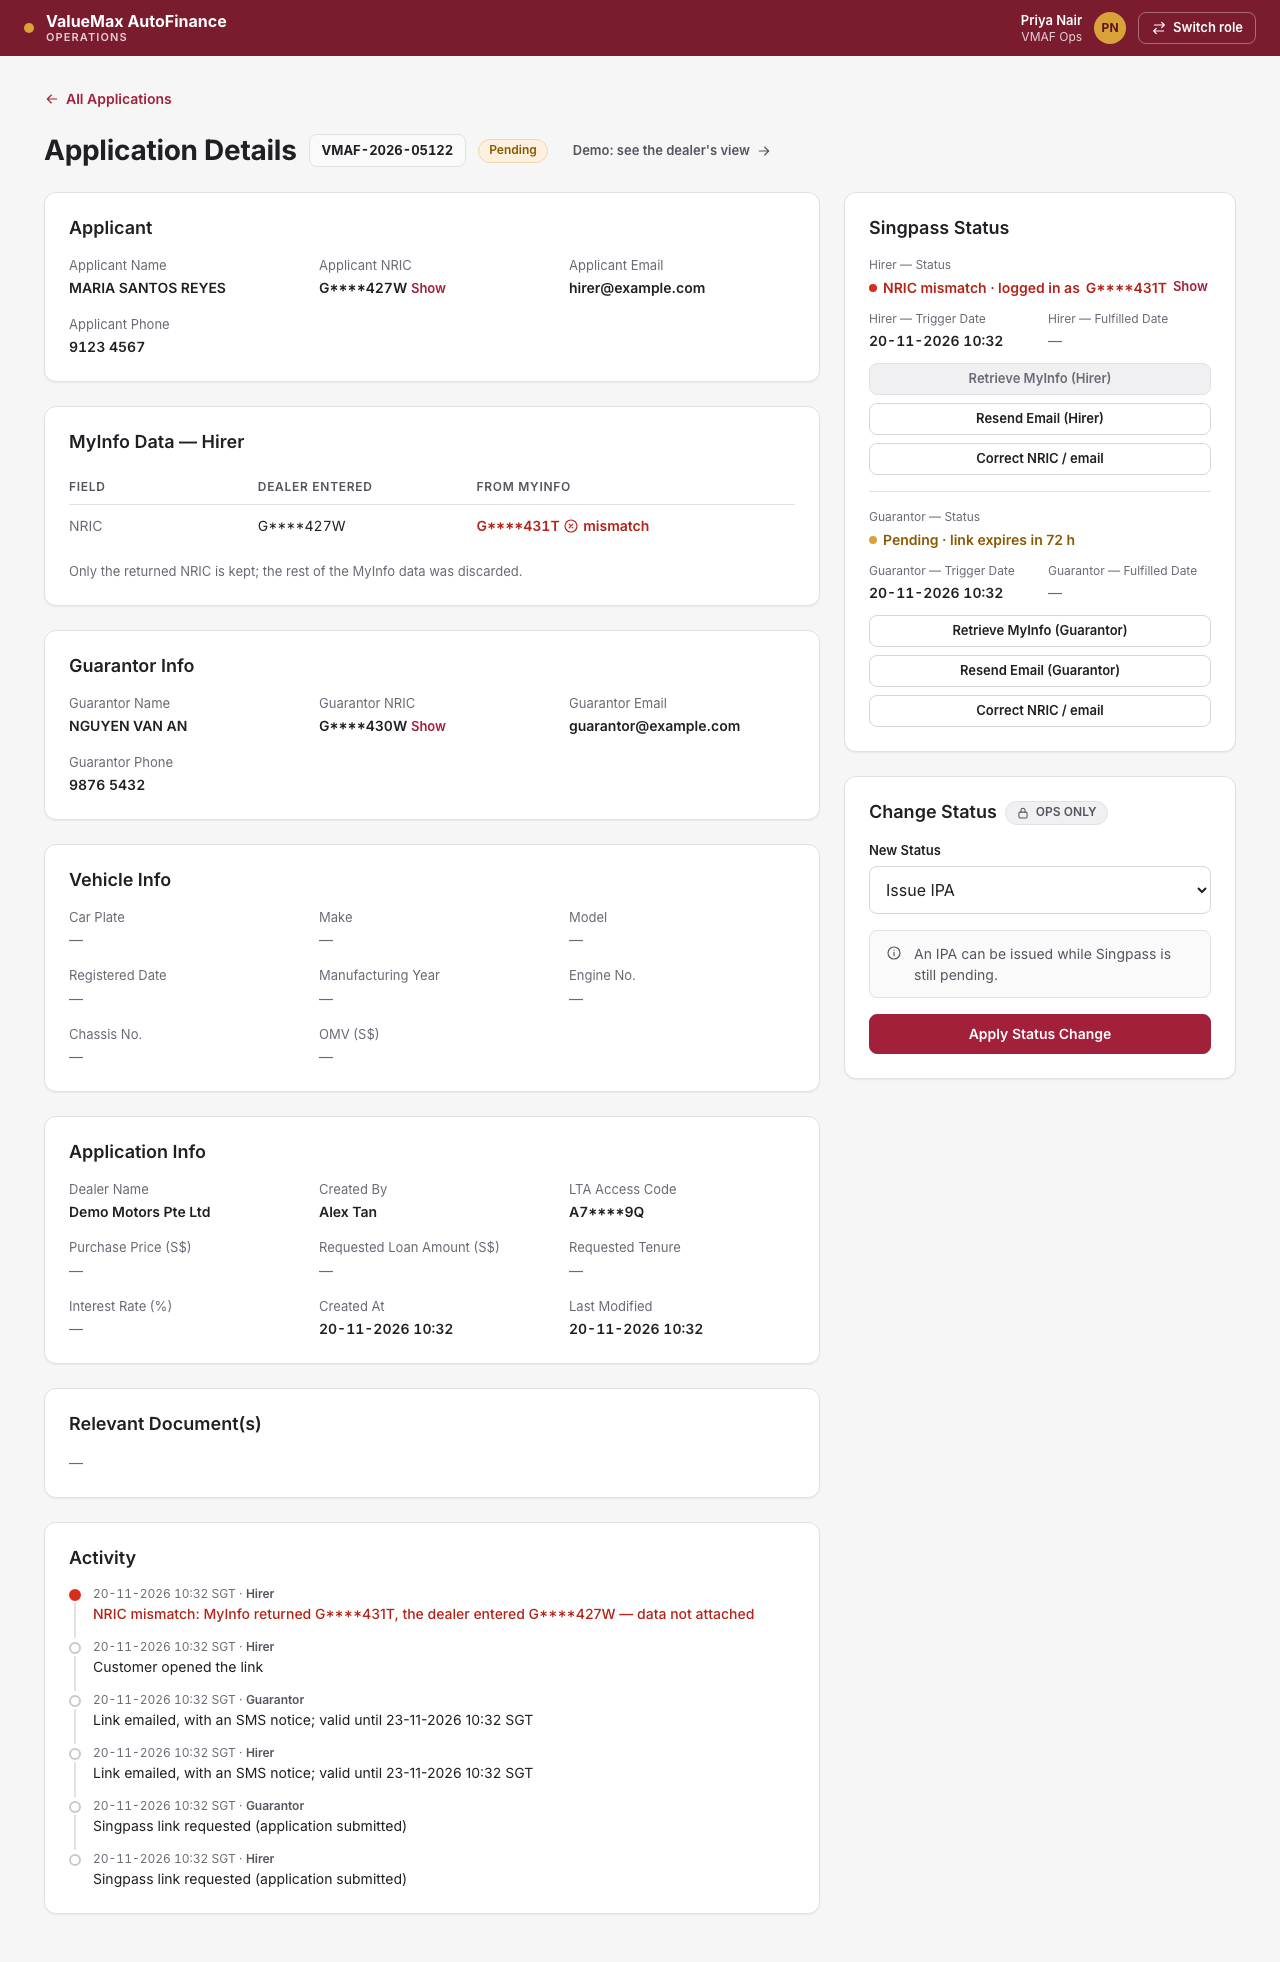 ValueMax AutoFinance
OPERATIONS
Priya Nair
VMAF Ops
PN
Switch role
← All Applications
Application Details
VMAF-2026-05122
Pending
Demo: see the dealer's view →
Applicant
Applicant Name
Applicant NRIC
Applicant Email
MARIA SANTOS REYES
G****427W Show
hirer@example.com
Applicant Phone
9123 4567
MyInfo Data — Hirer
FIELD
DEALER ENTERED
FROM MYINFO
NRIC
G****427W
G****431T mismatch
Only the returned NRIC is kept; the rest of the MyInfo data was discarded.
Guarantor Info
Guarantor Name
Guarantor NRIC
Guarantor Email
NGUYEN VAN AN
G****430W Show
guarantor@example.com
Guarantor Phone
9876 5432
Vehicle Info
Car Plate
Make
Model
—
—
—
Registered Date
Manufacturing Year
Engine No.
—
—
—
Chassis No.
OMV (S$)
—
—
Application Info
Dealer Name
Created By
LTA Access Code
Demo Motors Pte Ltd
Alex Tan
A7****9Q
Purchase Price (S$)
Requested Loan Amount (S$)
Requested Tenure
—
—
—
Interest Rate (%)
Created At
Last Modified
—
20-11-2026 10:32
20-11-2026 10:32
Relevant Document(s)
—
Activity
20-11-2026 10:32 SGT · Hirer
NRIC mismatch: MyInfo returned G****431T, the dealer entered G****427W — data not attached
20-11-2026 10:32 SGT · Hirer
Customer opened the link
20-11-2026 10:32 SGT · Guarantor
Link emailed, with an SMS notice; valid until 23-11-2026 10:32 SGT
20-11-2026 10:32 SGT · Hirer
Link emailed, with an SMS notice; valid until 23-11-2026 10:32 SGT
20-11-2026 10:32 SGT · Guarantor
Singpass link requested (application submitted)
20-11-2026 10:32 SGT · Hirer
Singpass link requested (application submitted)
Singpass Status
Hirer — Status
NRIC mismatch · logged in as G****431T Show
Hirer — Trigger Date
Hirer — Fulfilled Date
20-11-2026 10:32
—
Retrieve MyInfo (Hirer)
Resend Email (Hirer)
Correct NRIC / email
Guarantor — Status
Pending · link expires in 72 h
Guarantor — Trigger Date
Guarantor — Fulfilled Date
20-11-2026 10:32
—
Retrieve MyInfo (Guarantor)
Resend Email (Guarantor)
Correct NRIC / email
Change Status
OPS ONLY
New Status
Issue IPA
An IPA can be issued while Singpass is
still pending.
Apply Status Change